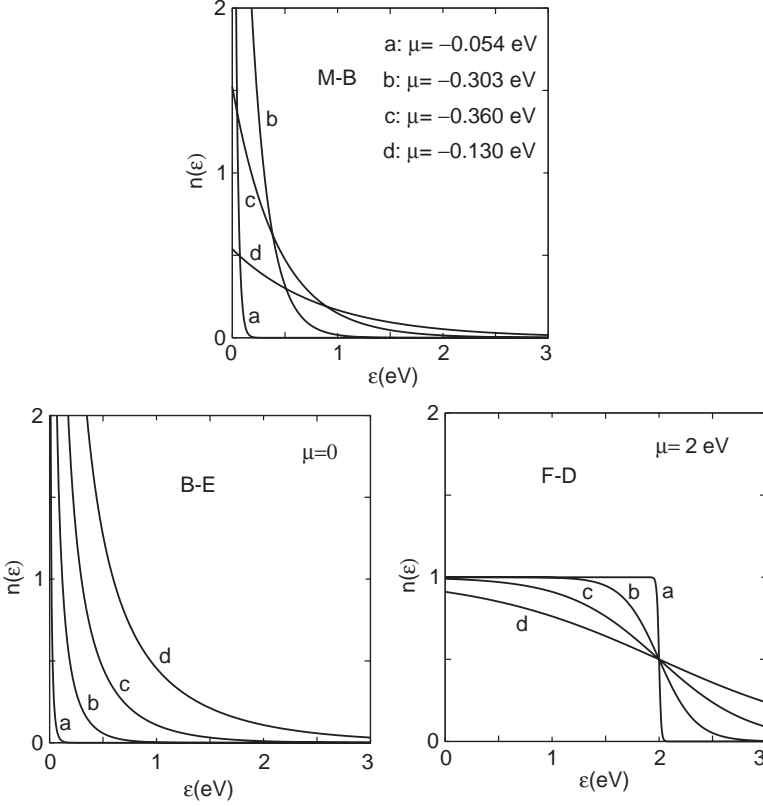 2
a: μ= −0.054 eV
M-B
b: μ= −0.303 eV
b
c: μ= −0.360 eV
d: μ= −0.130 eV
n(ε)
1
c
d
a
0
0 1 2 3
ε(eV)
2
μ=0
B-E
n(ε)
1
d
c
b
a
0
0 1 2 3
ε(eV)
2
μ= 2 eV
F-D
n(ε)
1
c b a
d
0
0 1 2 3
ε(eV)